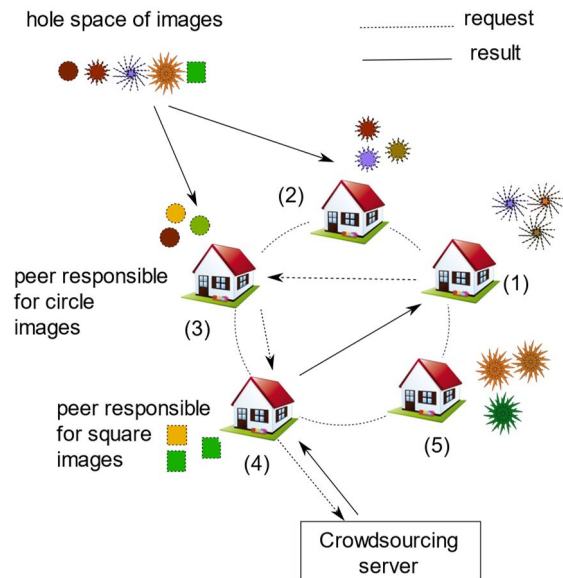 hole space of images
request
result
(2)
(1)
peer responsible
for circle
images
(3)
peer responsible
for square
images
(4)
(5)
Crowdsourcing
server